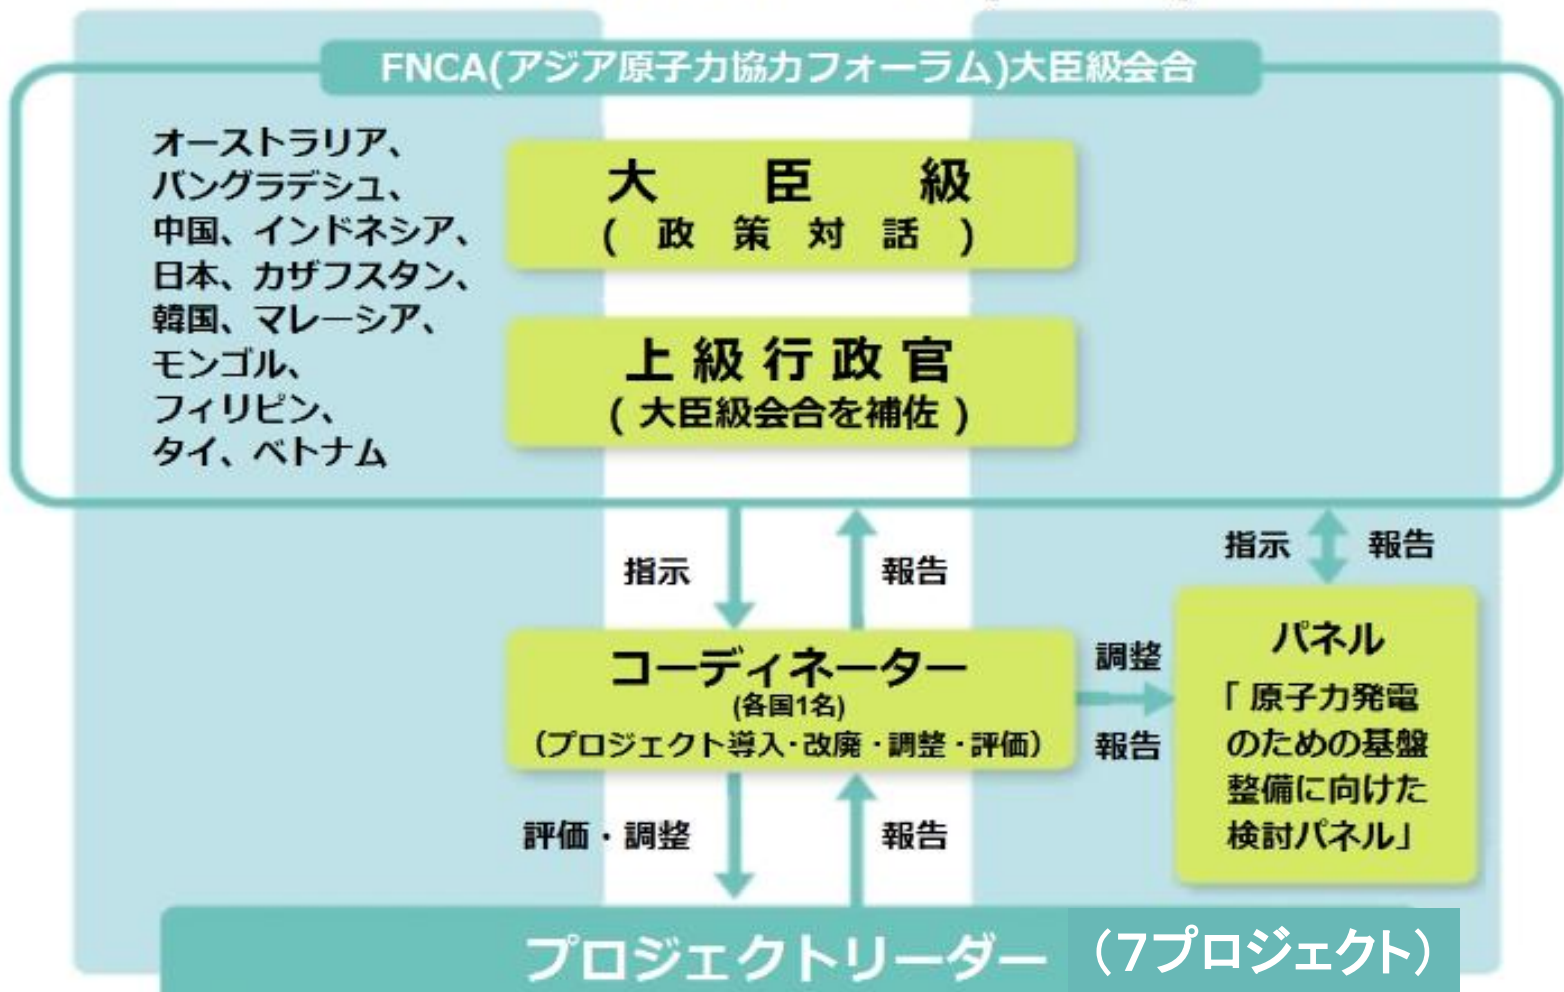 FNCA(アジア原子力協力フォーラム)大臣級会合
オーストラリア、
バングラデシュ、
中国、インドネシア、
日本、カザフスタン、
韓国、マレーシア、
モンゴル、
フィリピン、
タイ、ベトナム
大臣級
(政策対話)
上級行政官
(大臣級会合を補佐)
指示
報告
指示
報告
コーディネーター
(各国1名)
(プロジェクト導入・改廃・調整・評価)
調整
報告
パネル
「原子力発電
のための基盤
整備に向けた
検討パネル」
評価・調整
報告
プロジェクトリーダー (7プロジェクト)